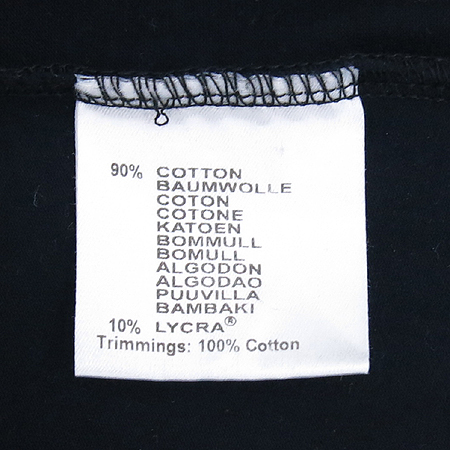 90% COTTON
BAUMWOLLE
COTON
COTONE
KATOEN
BOMMULL
BOMULL
ALGODON
ALGODAO
PUUVILLA
BAMBAKI
10% LYCRA®
Trimmings: 100% Cotton